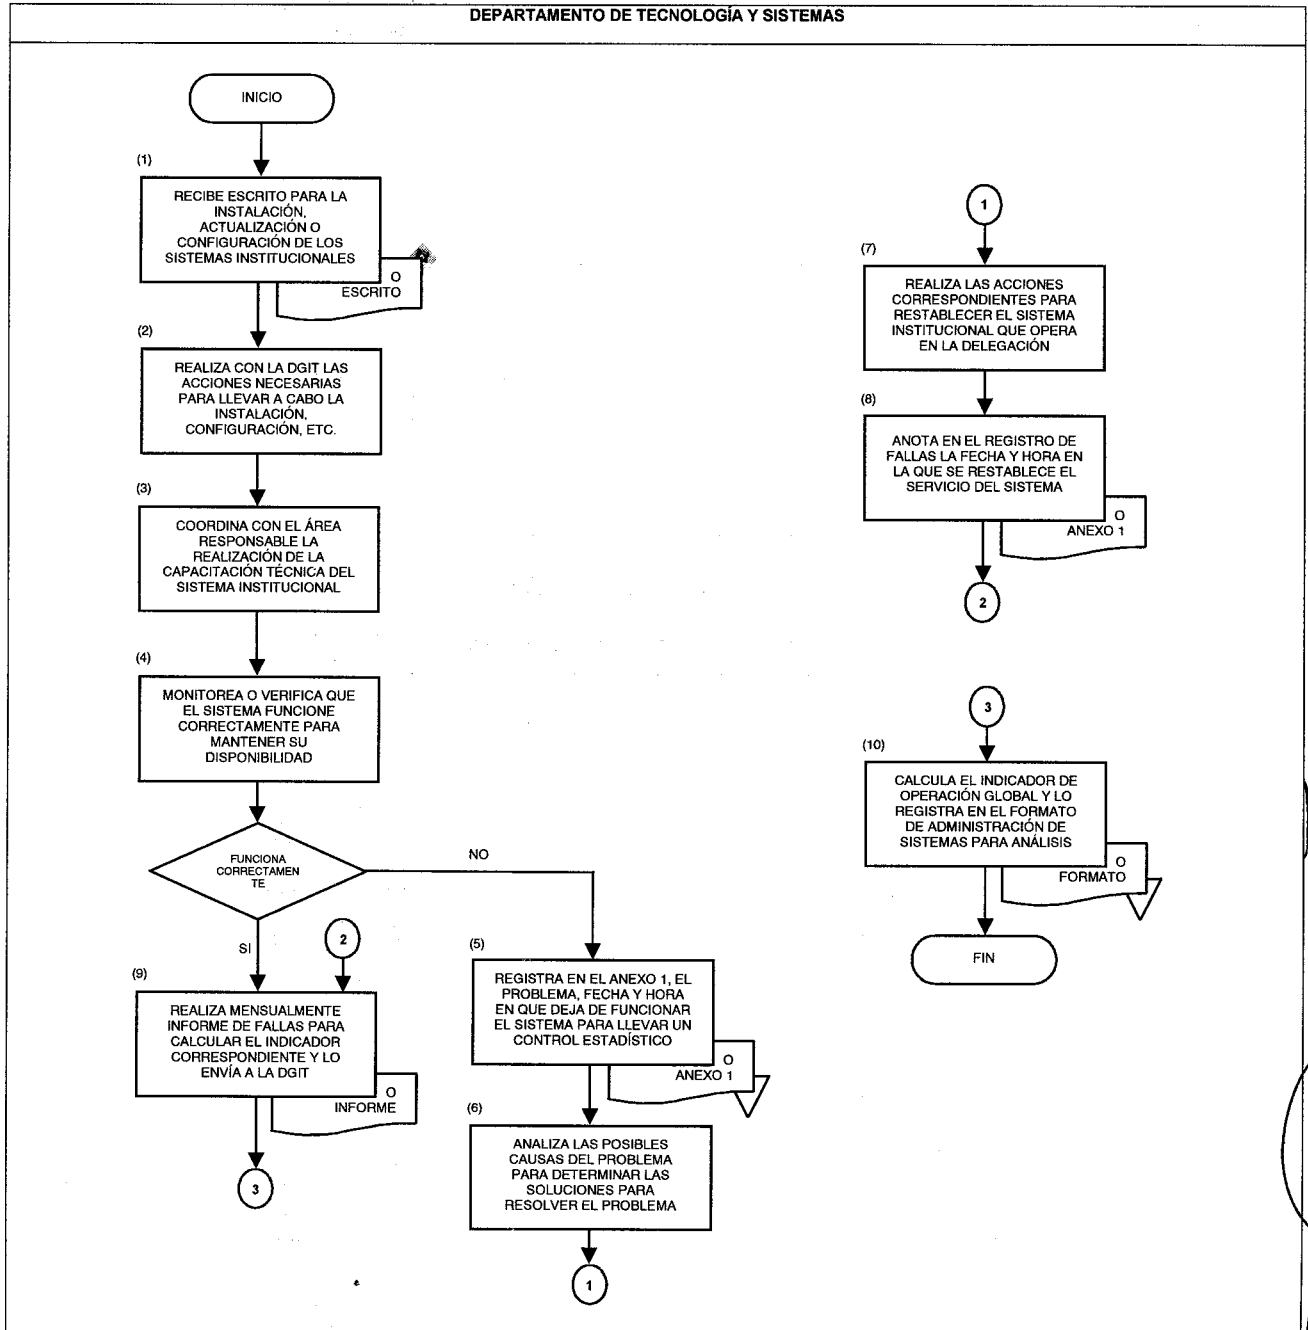 DEPARTAMENTO DE TECNOLOGÍA Y SISTEMAS
INICIO
(1)
RECIBE ESCRITO PARA LA
INSTALACIÓN,
ACTUALIZACIÓN O
CONFIGURACIÓN DE LOS
SISTEMAS INSTITUCIONALES
O
ESCRITO
(2)
REALIZA CON LA DGIT LAS
ACCIONES NECESARIAS
PARA LLEVAR A CABO LA
INSTALACIÓN,
CONFIGURACIÓN, ETC.
(3)
COORDINA CON EL ÁREA
RESPONSABLE LA
REALIZACIÓN DE LA
CAPACITACIÓN TÉCNICA DEL
SISTEMA INSTITUCIONAL
(4)
MONITOREA O VERIFICA QUE
EL SISTEMA FUNCIONE
CORRECTAMENTE PARA
MANTENER SU
DISPONIBILIDAD
FUNCIONA
CORRECTAMEN
TE
NO
SI
2
(9)
REALIZA MENSUALMENTE
INFORME DE FALLAS PARA
CALCULAR EL INDICADOR
CORRESPONDIENTE Y LO
ENVÍA A LA DGIT
O
INFORME
3
(5)
REGISTRA EN EL ANEXO 1, EL
PROBLEMA, FECHA Y HORA
EN QUE DEJA DE FUNCIONAR
EL SISTEMA PARA LLEVAR UN
CONTROL ESTADÍSTICO
O
ANEXO 1
(6)
ANALIZA LAS POSIBLES
CAUSAS DEL PROBLEMA
PARA DETERMINAR LAS
SOLUCIONES PARA
RESOLVER EL PROBLEMA
1
1
(7)
REALIZA LAS ACCIONES
CORRESPONDIENTES PARA
RESTABLECER EL SISTEMA
INSTITUCIONAL QUE OPERA
EN LA DELEGACIÓN
(8)
ANOTA EN EL REGISTRO DE
FALLAS LA FECHA Y HORA EN
LA QUE SE RESTABLECE EL
SERVICIO DEL SISTEMA
O
ANEXO 1
2
3
(10)
CALCULA EL INDICADOR DE
OPERACIÓN GLOBAL Y LO
REGISTRA EN EL FORMATO
DE ADMINISTRACIÓN DE
SISTEMAS PARA ANÁLISIS
O
FORMATO
FIN